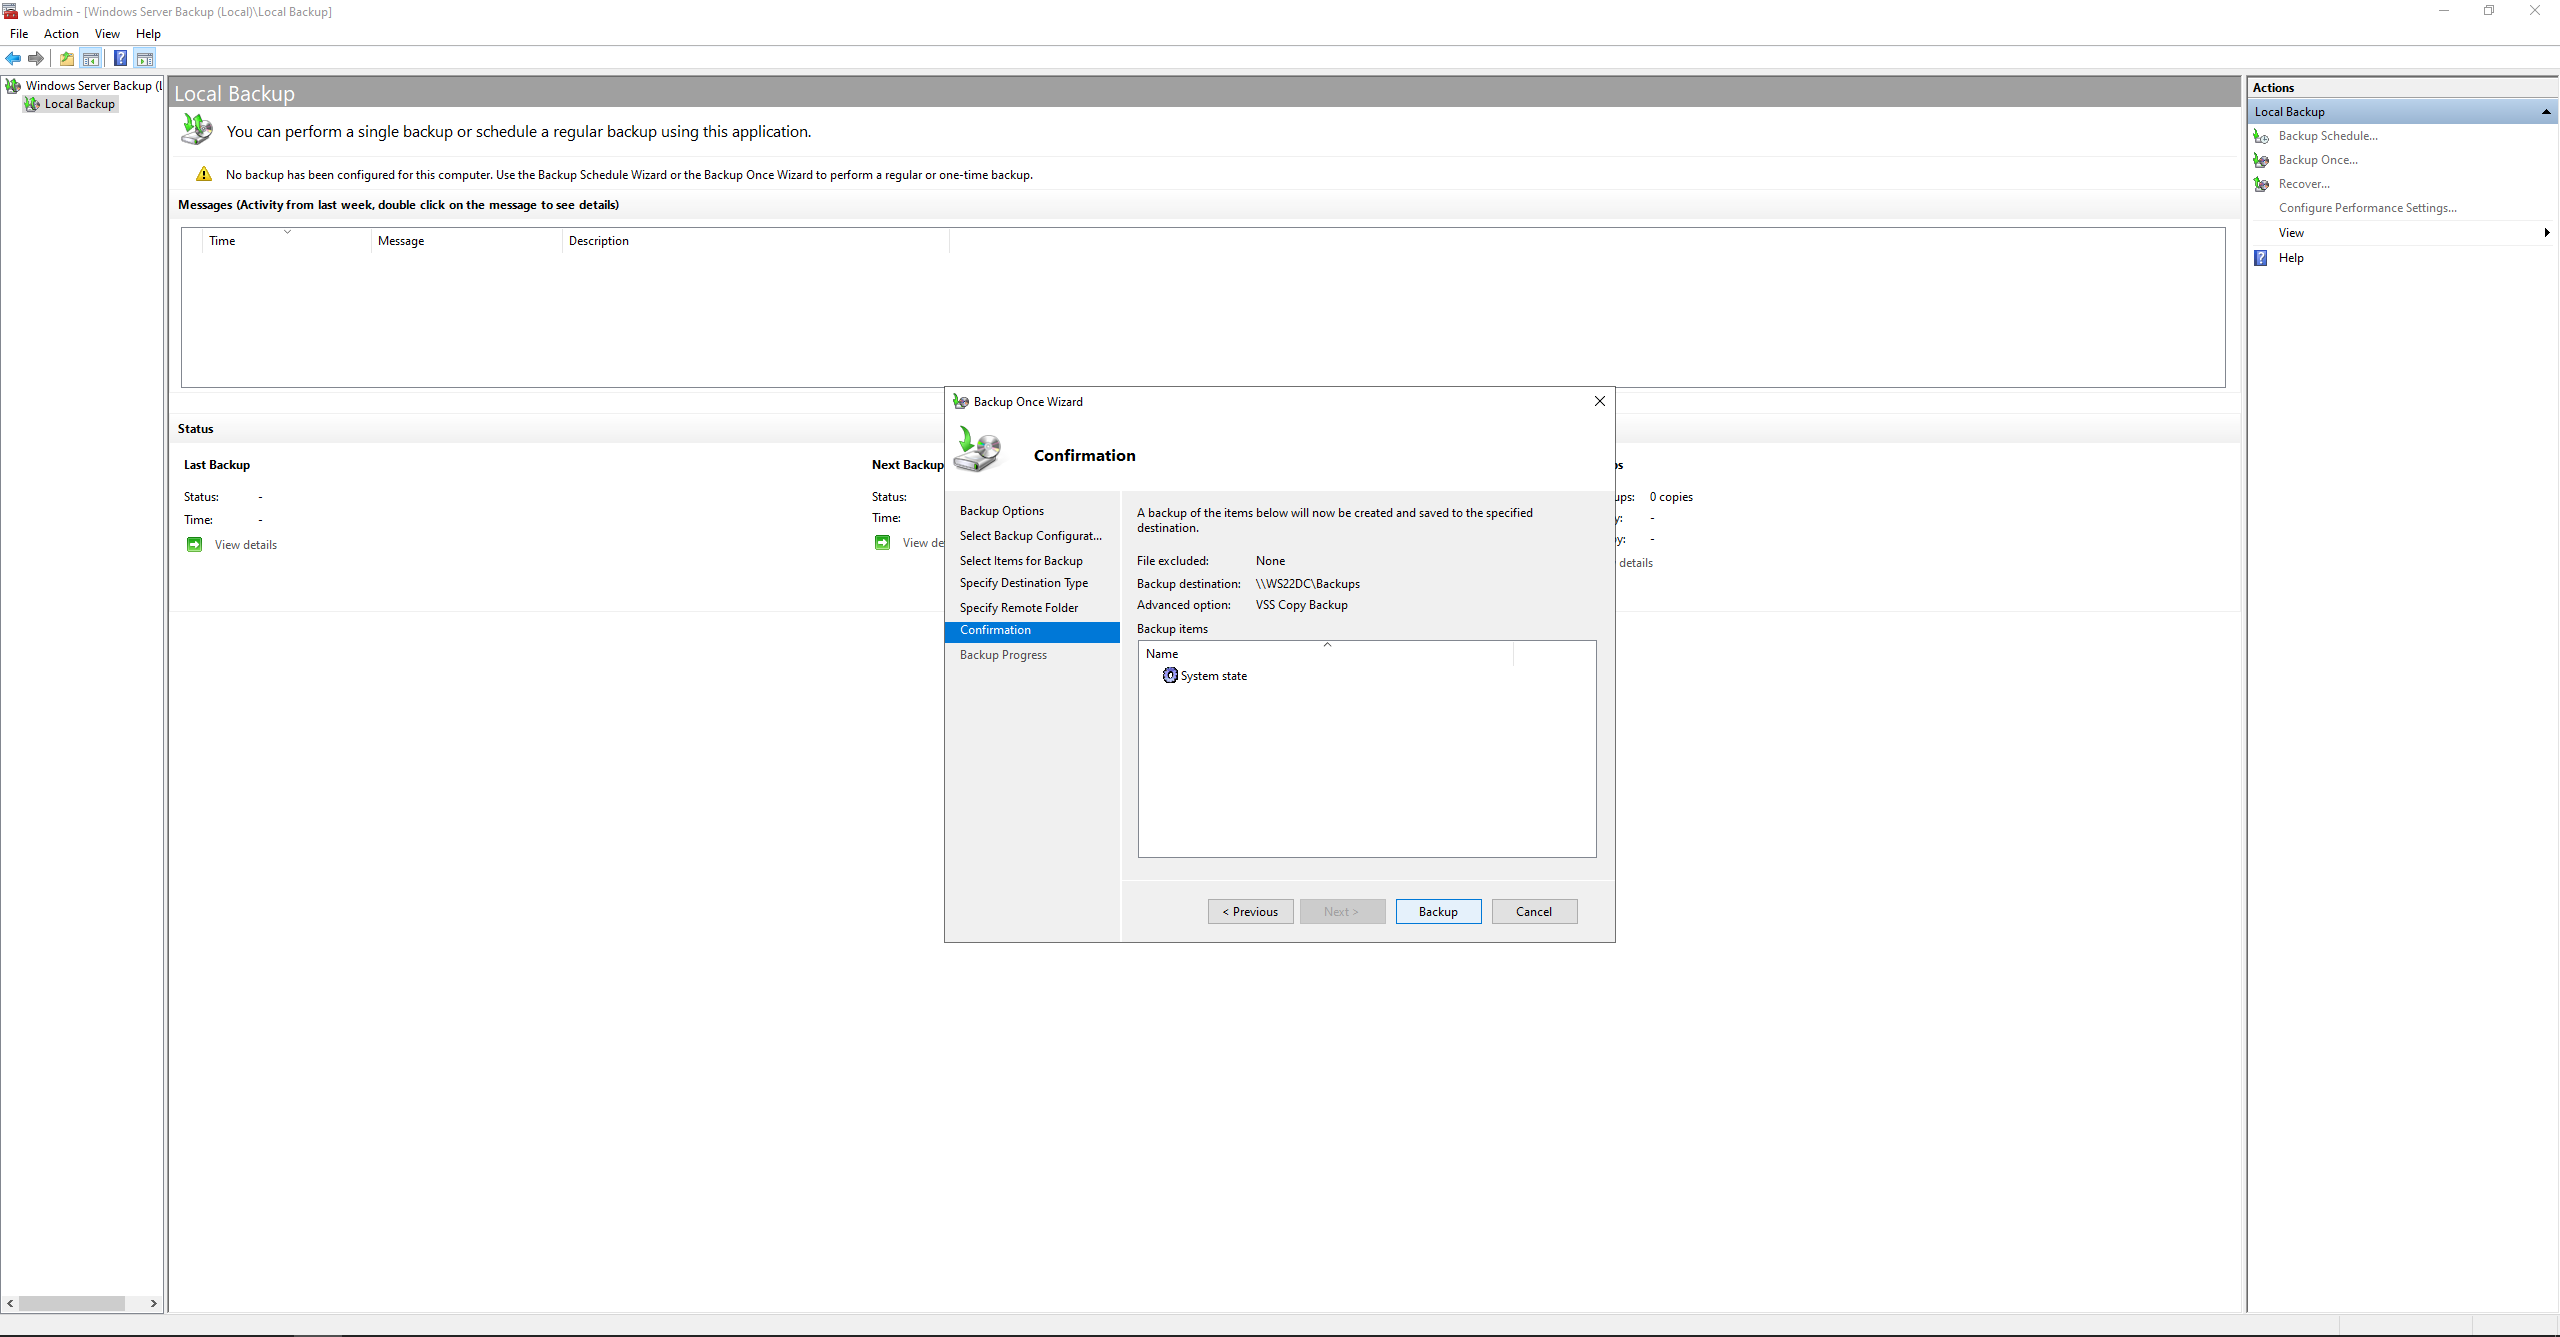 wbadmin - [Windows Server Backup (Local)\Local Backup]
File Action View Help
Windows Server Backup (L
Local Backup
Local Backup
You can perform a single backup or schedule a regular backup using this application.
No backup has been configured for this computer. Use the Backup Schedule Wizard or the Backup Once Wizard to perform a regular or one-time backup.
Messages (Activity from last week, double click on the message to see details)
Time Message Description
Status
Last Backup
Status: -
Time: -
View details
Next Backup
Status:
Time:
View de
ps
ups: 0 copies
y: -
y: -
details
Backup Once Wizard
Confirmation
Backup Options
Select Backup Configurat...
Select Items for Backup
Specify Destination Type
Specify Remote Folder
Confirmation
Backup Progress
A backup of the items below will now be created and saved to the specified
destination.
File excluded: None
Backup destination: \\WS22DC\Backups
Advanced option: VSS Copy Backup
Backup items
Name
System state
< Previous Next > Backup Cancel
Actions
Local Backup
Backup Schedule...
Backup Once...
Recover...
Configure Performance Settings...
View
Help